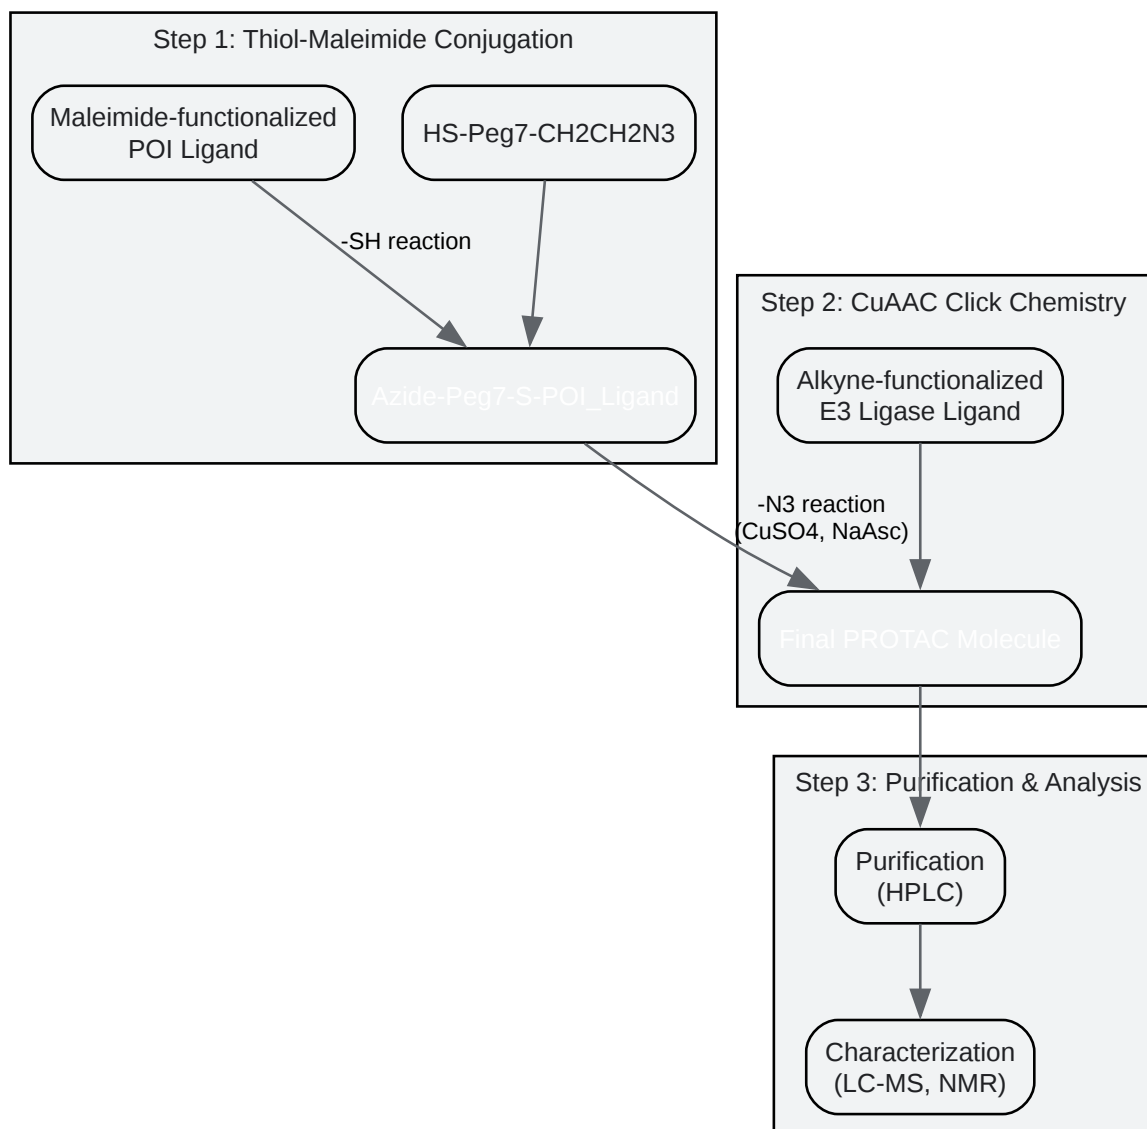 Step 1: Thiol-Maleimide Conjugation
Maleimide-functionalized
POI Ligand
HS-Peg7-CH2CH2N3
-SH reaction
Azide-Peg7-S-POI_Ligand
Step 2: CuAAC Click Chemistry
Alkyne-functionalized
E3 Ligase Ligand
-N3 reaction
(CuSO4, NaAsc)
Final PROTAC Molecule
Step 3: Purification & Analysis
Purification
(HPLC)
Characterization
(LC-MS, NMR)